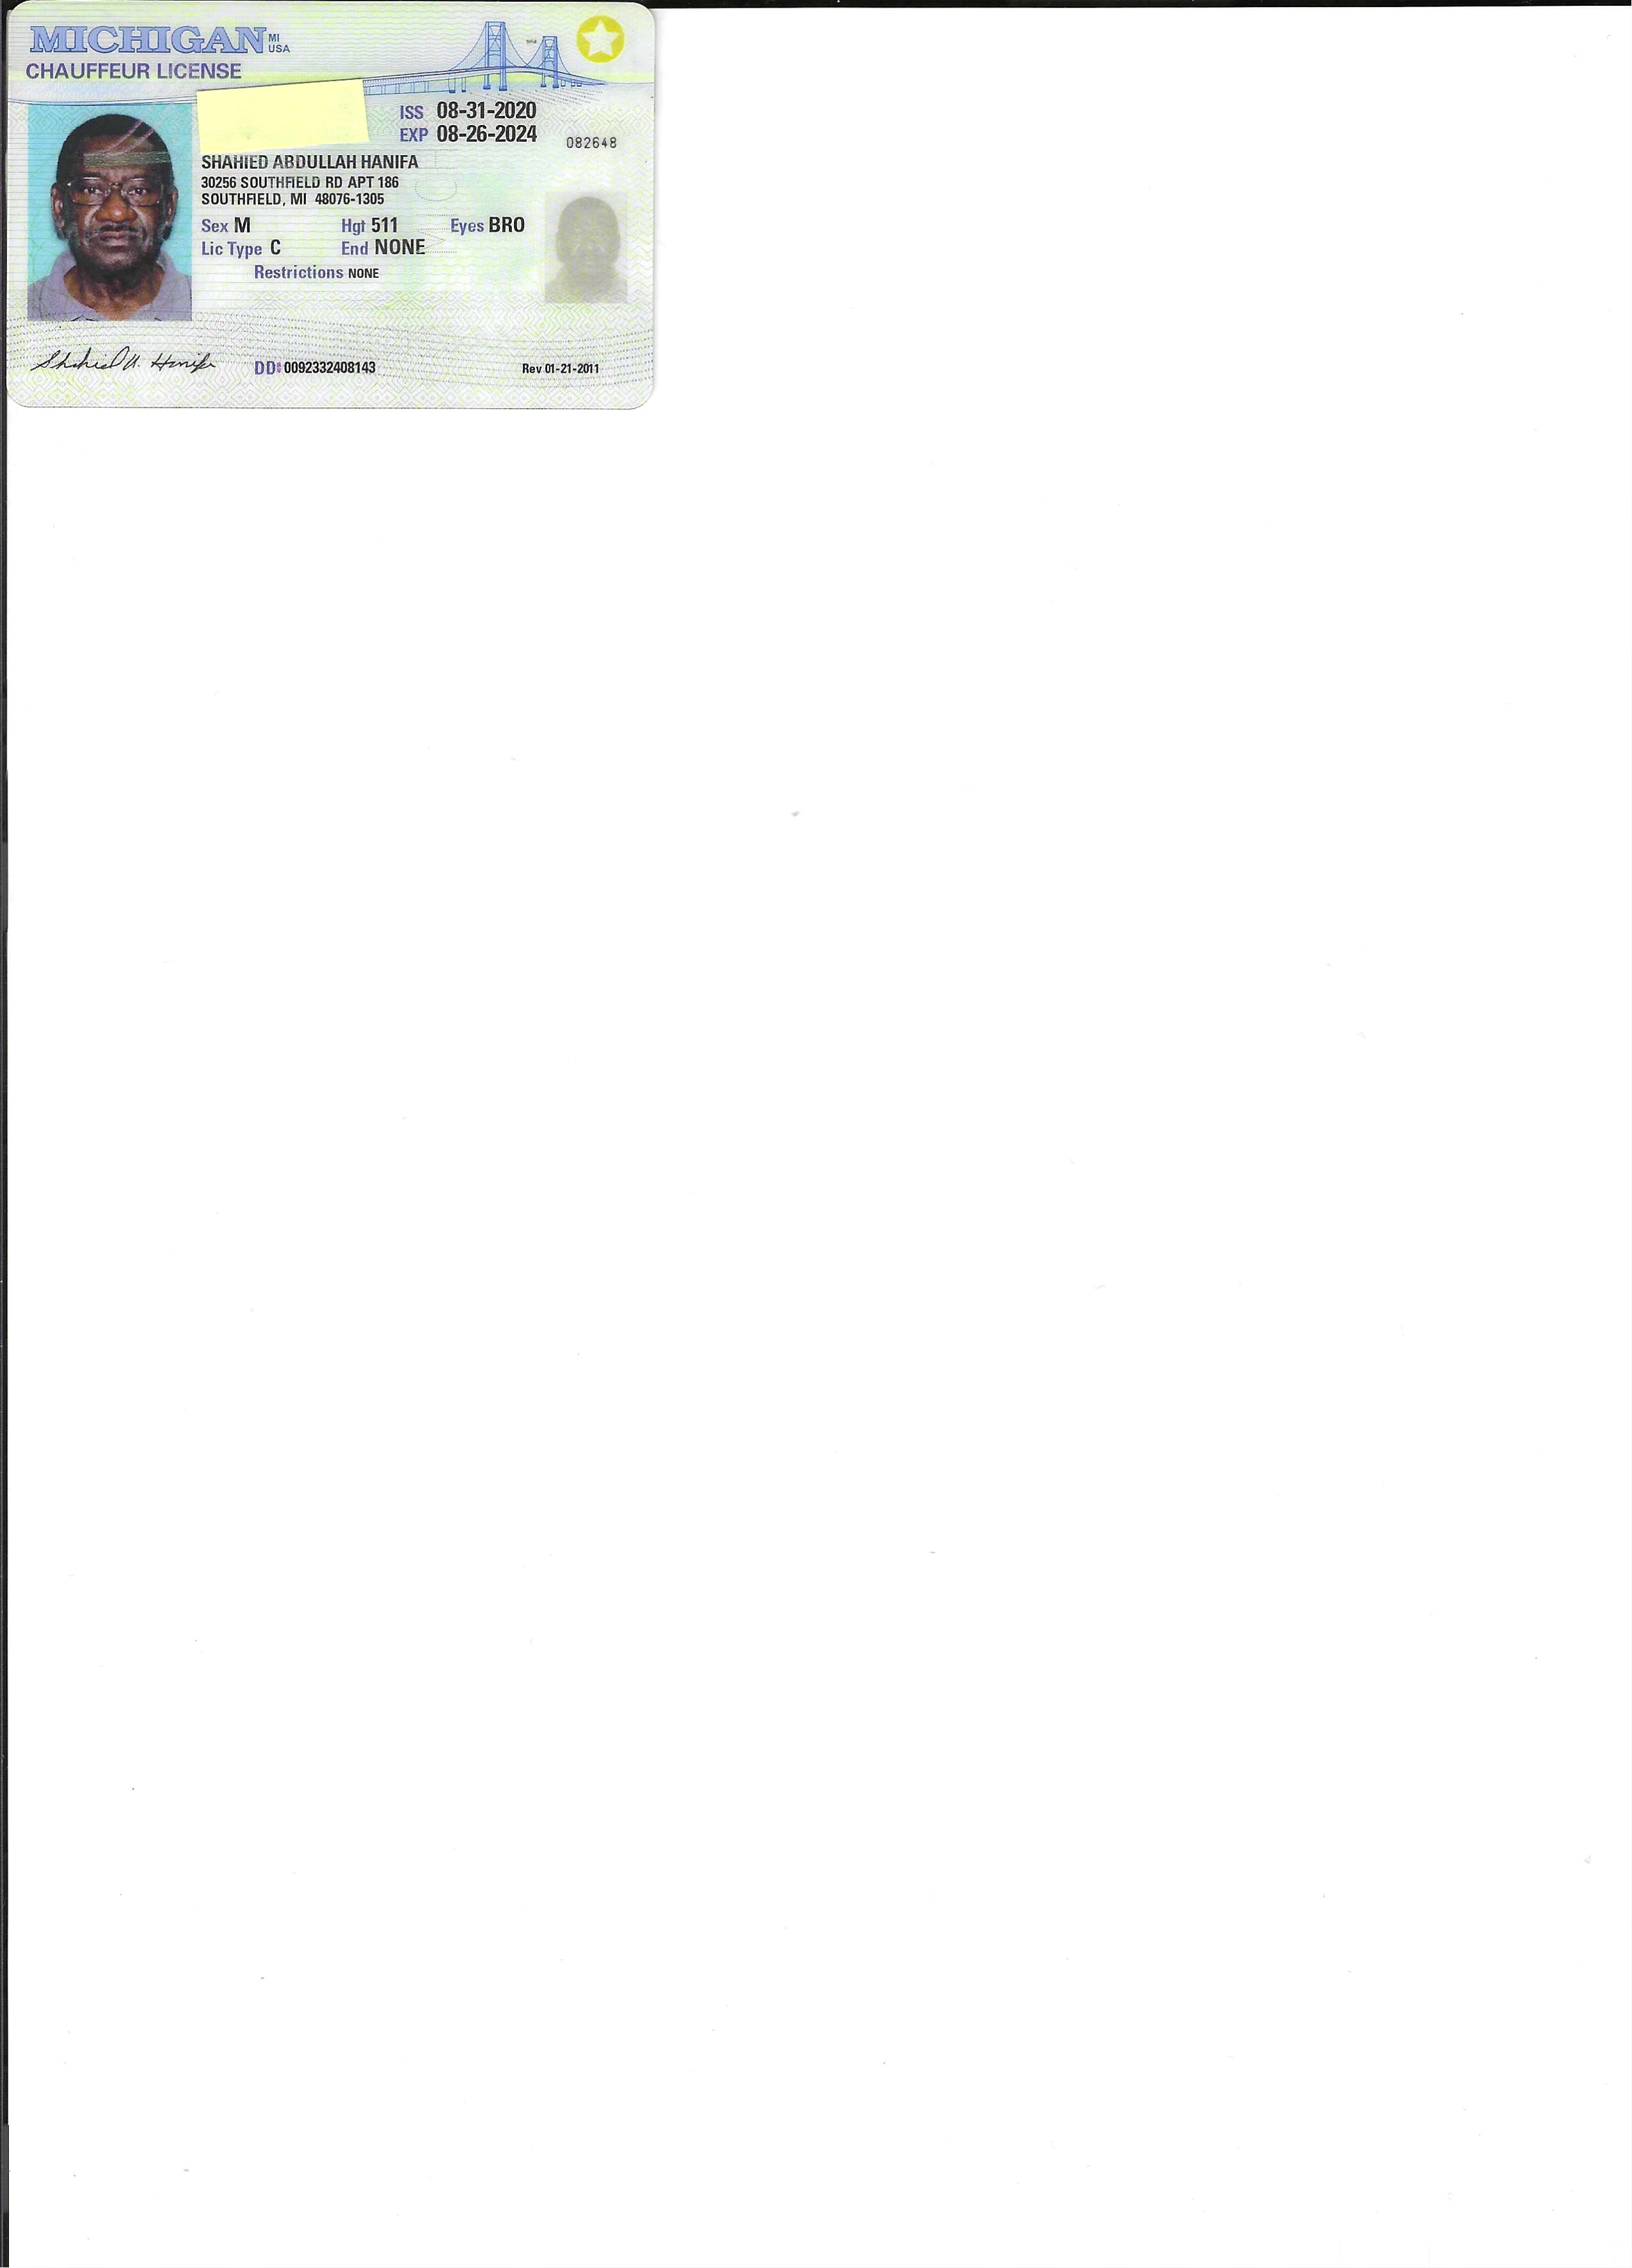 MICHIGAN MI USA
CHAUFFEUR LICENSE
ISS 08-31-2020
EXP 08-26-2024
082648
SHAHIED ABDULLAH HANIFA
30256 SOUTHFIELD RD APT 186
SOUTHFIELD, MI 48076-1305
Sex M Hgt 511 Eyes BRO
Lic Type C End NONE
Restrictions NONE
Shahied A. Hanifa
DD: 0092332408143 Rev 01-21-2011